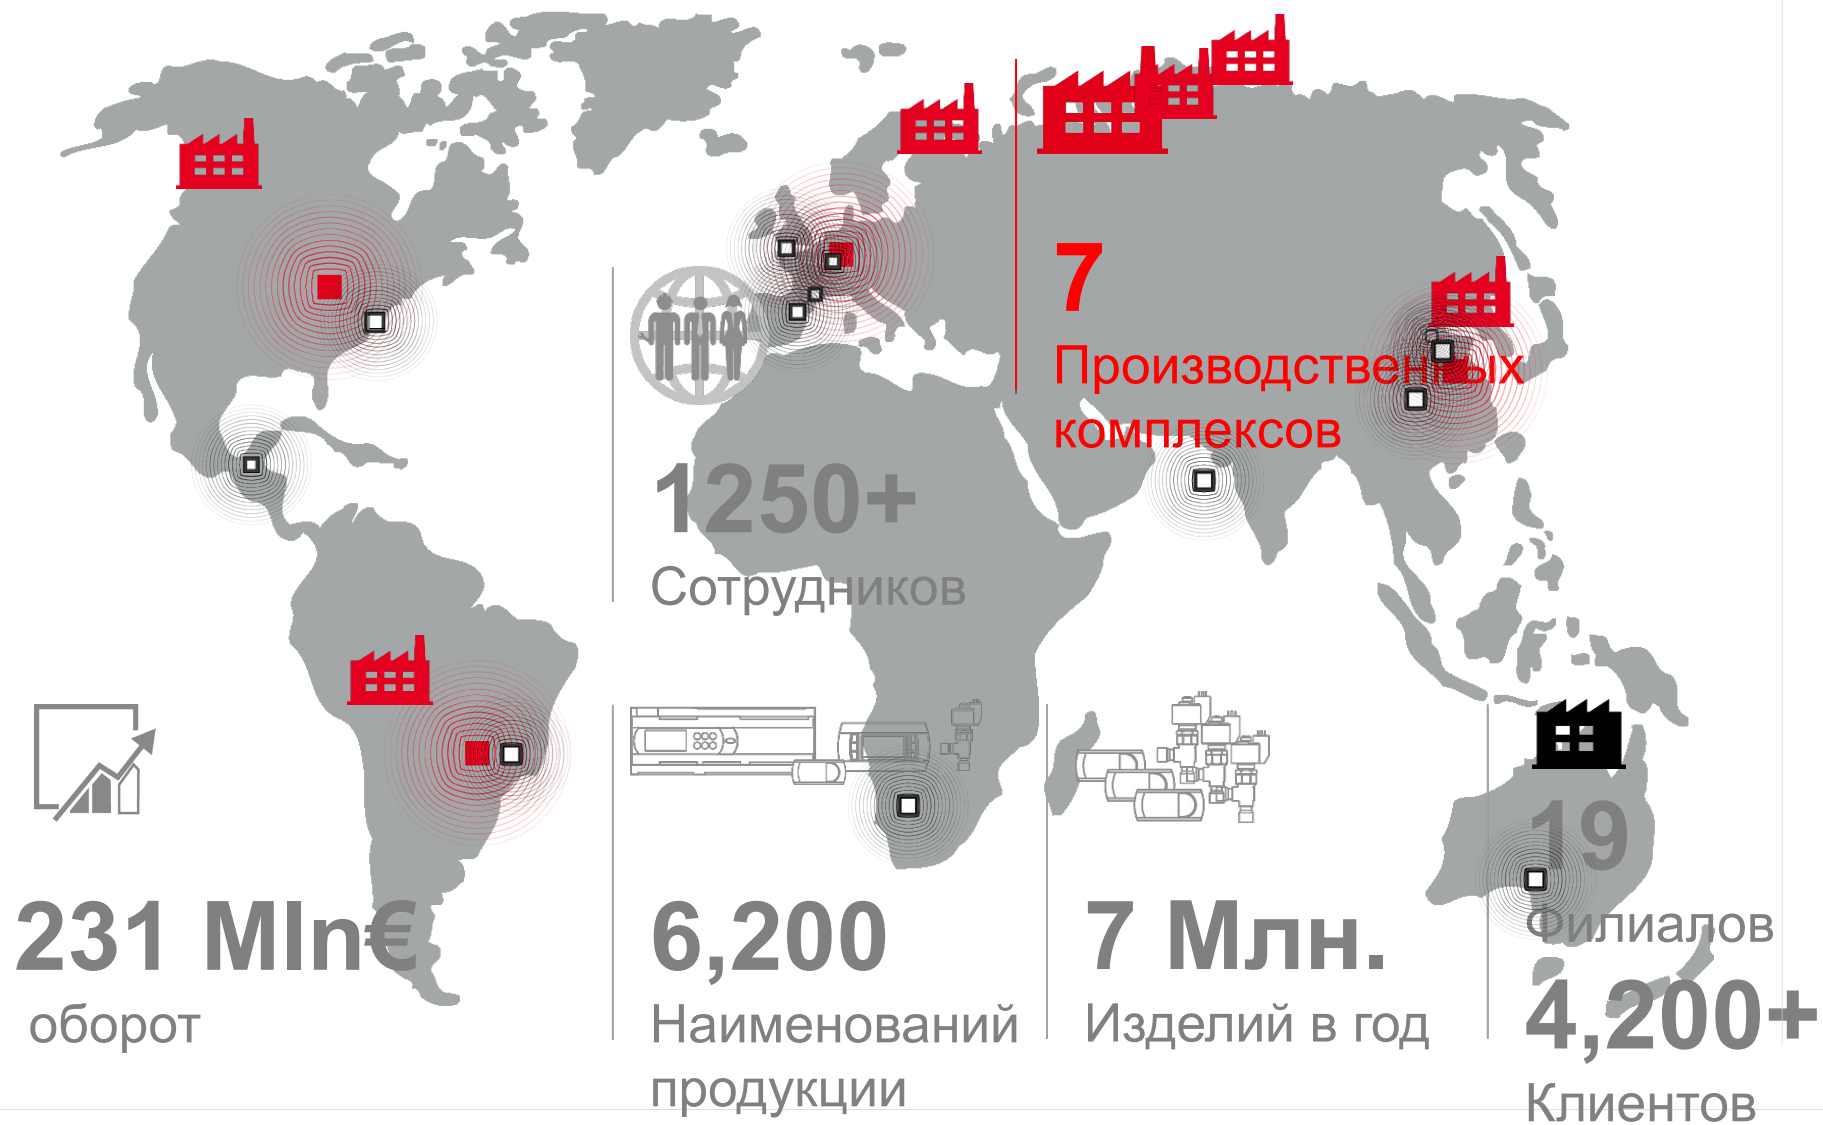 7
Производственных
комплексов
1250+
Сотрудников
231 Mln€
оборот
6,200
Наименований
продукции
7 Млн.
Изделий в год
19
Филиалов
4,200+
Клиентов